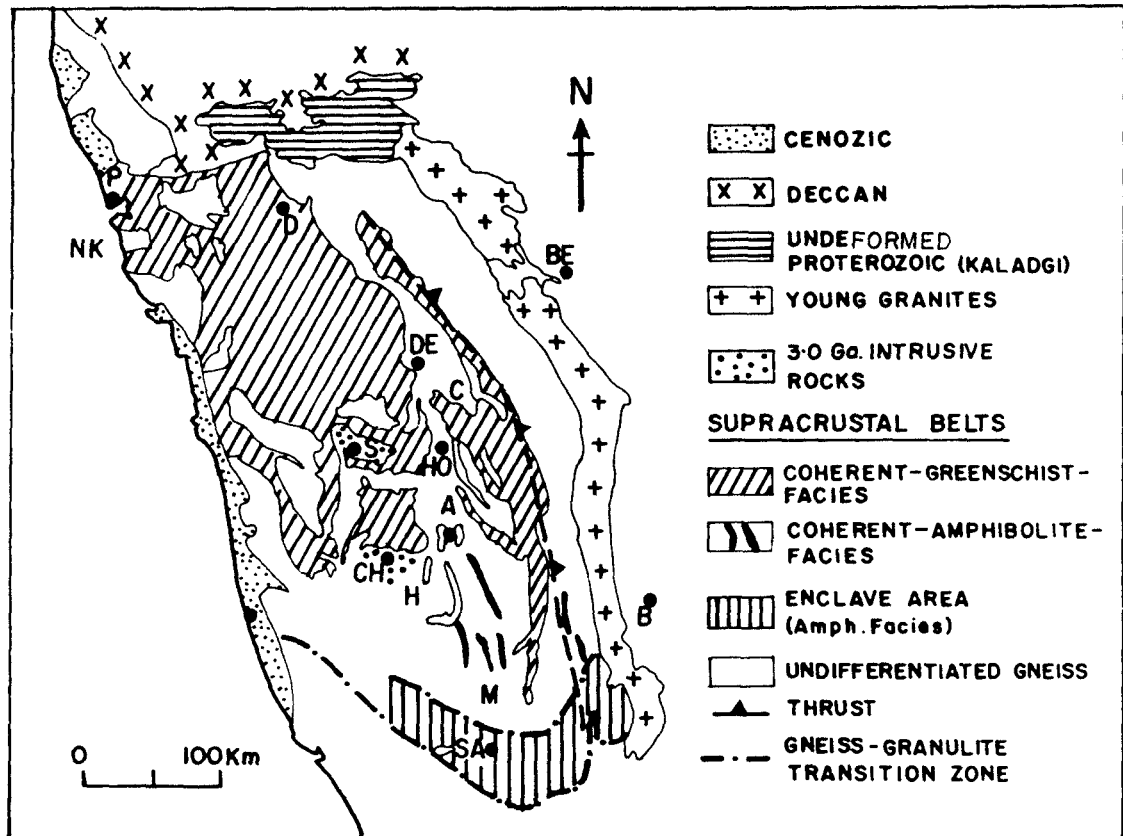 N
P
NK
D
BE
DE
C
S
HO
A
CH
H
B
M
SA
0 100Km
CENOZIC
X X DECCAN
UNDEFORMED
PROTEROZOIC (KALADGI)
+ + YOUNG GRANITES
3·0 Ga. INTRUSIVE
ROCKS
SUPRACRUSTAL BELTS
COHERENT-GREENSCHIST-
FACIES
COHERENT-AMPHIBOLITE-
FACIES
ENCLAVE AREA
(Amph. Facies)
UNDIFFERENTIATED GNEISS
THRUST
GNEISS-GRANULITE
TRANSITION ZONE